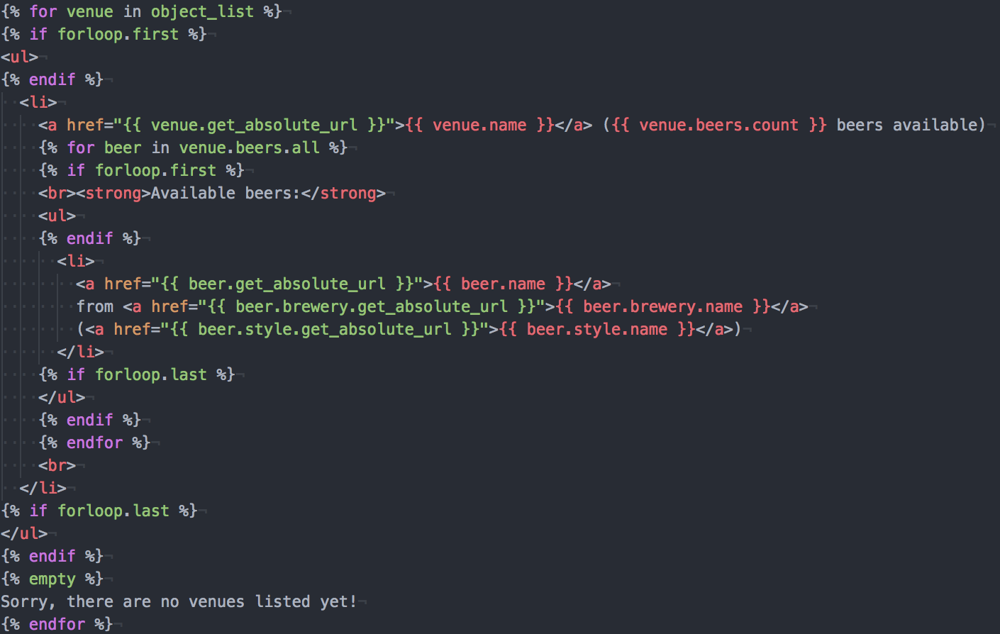 {% for venue in object_list %}
{% if forloop.first %}
<ul>
{% endif %}
  <li>
    <a href="{{ venue.get_absolute_url }}">{{ venue.name }}</a> ({{ venue.beers.count }} beers available)
    {% for beer in venue.beers.all %}
    {% if forloop.first %}
    <br><strong>Available beers:</strong>
    <ul>
    {% endif %}
      <li>
        <a href="{{ beer.get_absolute_url }}">{{ beer.name }}</a>
        from <a href="{{ beer.brewery.get_absolute_url }}">{{ beer.brewery.name }}</a>
        (<a href="{{ beer.style.get_absolute_url }}">{{ beer.style.name }}</a>)
      </li>
    {% if forloop.last %}
    </ul>
    {% endif %}
    {% endfor %}
    <br>
  </li>
{% if forloop.last %}
</ul>
{% endif %}
{% empty %}
Sorry, there are no venues listed yet!
{% endfor %}